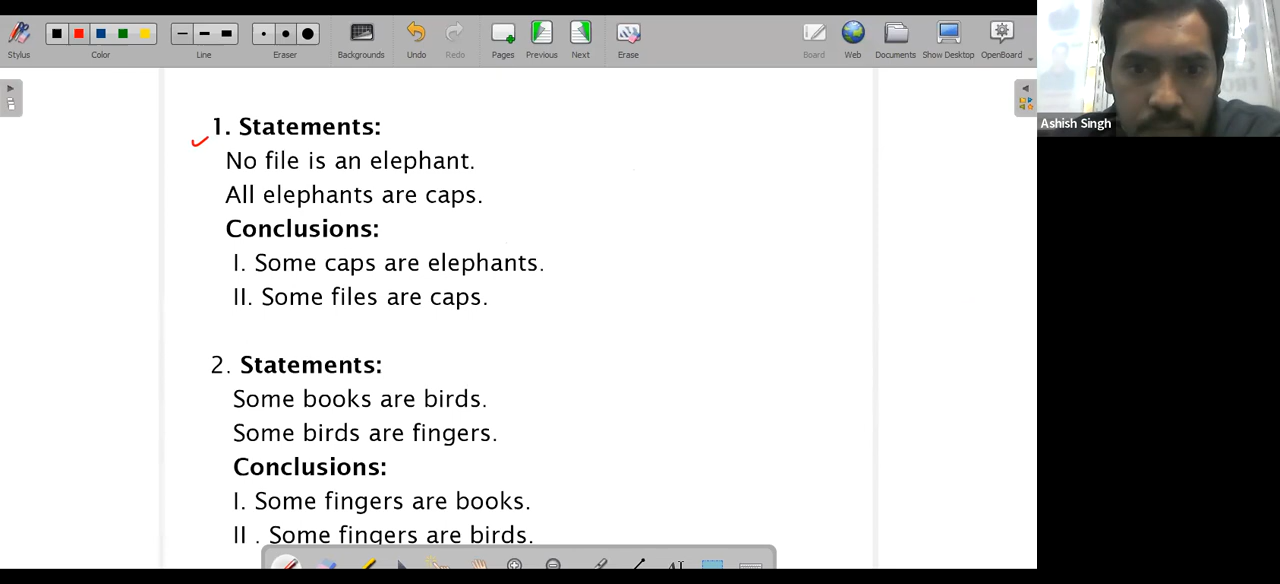 Stylus Color Line Eraser Backgrounds Undo Redo Pages Previous Next Erase Board Web Documents Show Desktop OpenBoard
Ashish Singh
1. Statements:
No file is an elephant.
All elephants are caps.
Conclusions:
I. Some caps are elephants.
II. Some files are caps.
2. Statements:
Some books are birds.
Some birds are fingers.
Conclusions:
I. Some fingers are books.
II . Some fingers are birds.